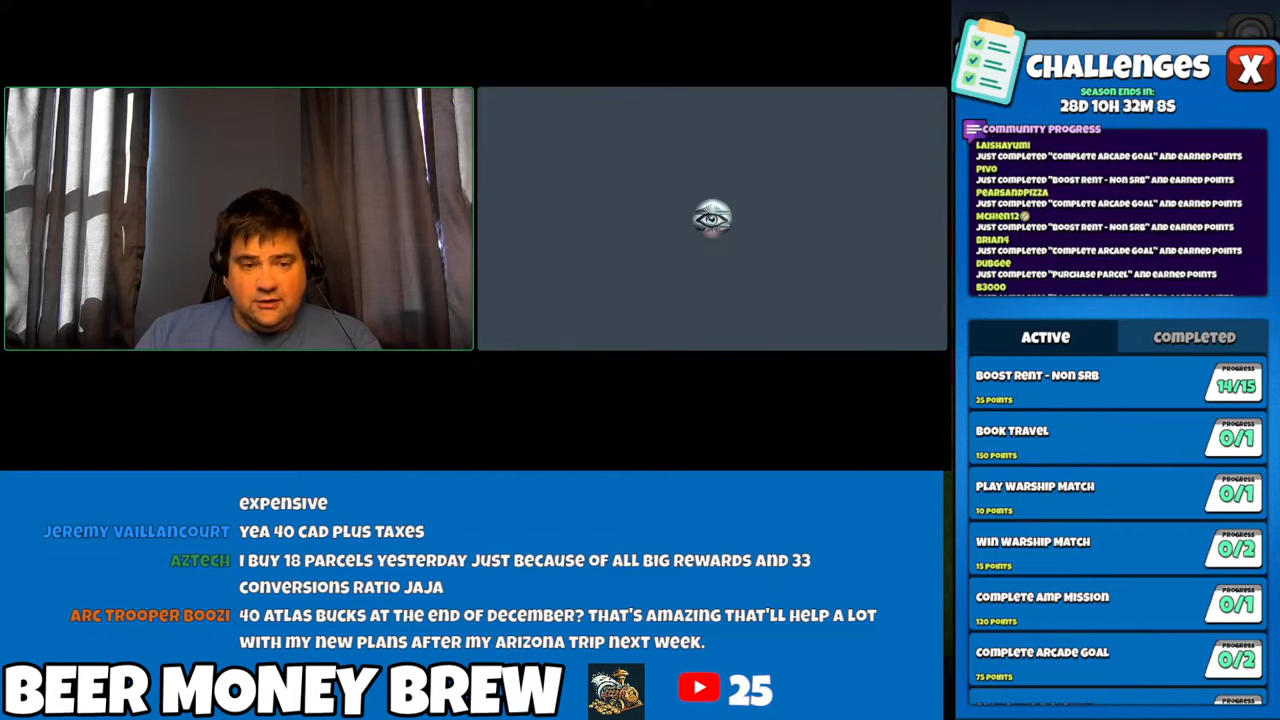 CHALLENGES
X
SEASON ENDS IN:
28D 10H 32M 8S
COMMUNITY PROGRESS
LAISHAYUMI
JUST COMPLETED "COMPLETE ARCADE GOAL" AND EARNED POINTS
PIVO
JUST COMPLETED "BOOST RENT - NON SRB" AND EARNED POINTS
PEARSANDPIZZA
JUST COMPLETED "COMPLETE ARCADE GOAL" AND EARNED POINTS
MCHIEN12
JUST COMPLETED "BOOST RENT - NON SRB" AND EARNED POINTS
BRIAN4
JUST COMPLETED "COMPLETE ARCADE GOAL" AND EARNED POINTS
DUBGEE
JUST COMPLETED "PURCHASE PARCEL" AND EARNED POINTS
B3000
ACTIVE
COMPLETED
BOOST RENT - NON SRB
25 POINTS
PROGRESS
14/15
BOOK TRAVEL
150 POINTS
PROGRESS
0/1
PLAY WARSHIP MATCH
10 POINTS
PROGRESS
0/1
WIN WARSHIP MATCH
15 POINTS
PROGRESS
0/2
COMPLETE AMP MISSION
120 POINTS
PROGRESS
0/1
COMPLETE ARCADE GOAL
75 POINTS
PROGRESS
0/2
EXPENSIVE
JEREMY VAILLANCOURT YEA 40 CAD PLUS TAXES
AZTECH I BUY 18 PARCELS YESTERDAY JUST BECAUSE OF ALL BIG REWARDS AND 33
CONVERSIONS RATIO JAJA
ARC TROOPER BOOZI 40 ATLAS BUCKS AT THE END OF DECEMBER? THAT'S AMAZING THAT'LL HELP A LOT
WITH MY NEW PLANS AFTER MY ARIZONA TRIP NEXT WEEK.
BEER MONEY BREW
25